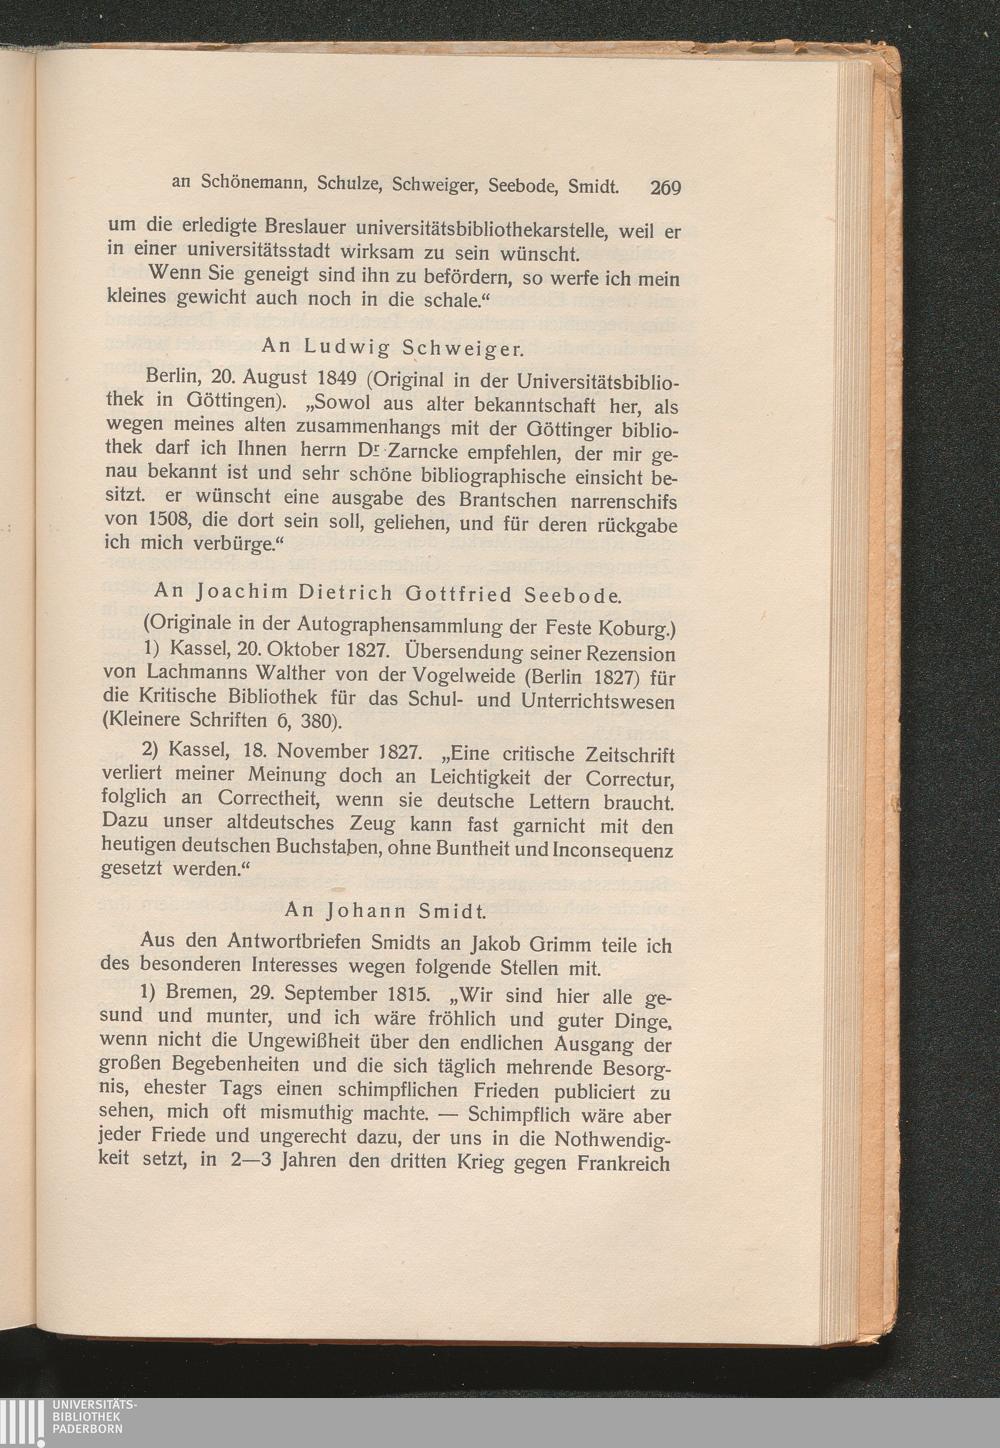 an Schönemann, Schulze, Schweiger, Seebode, Smidt. 269
um die erledigte Breslauer universitätsbibliothekarstelle, weil er
in einer universitätsstadt wirksam zu sein wünscht.
Wenn Sie geneigt sind ihn zu befördern, so werfe ich mein
kleines gewicht auch noch in die schale.“
An Ludwig Schweiger.
Berlin, 20. August 1849 (Original in der Universitätsbiblio-
thek in Göttingen). „Sowol aus alter bekanntschaft her, als
wegen meines alten zusammenhangs mit der Göttinger biblio-
thek darf ich Ihnen herrn Dr Zarncke empfehlen, der mir ge-
nau bekannt ist und sehr schöne bibliographische einsicht be-
sitzt. er wünscht eine ausgabe des Brantschen narrenschifs
von 1508, die dort sein soll, geliehen, und für deren rückgabe
ich mich verbürge.“
An Joachim Dietrich Gottfried Seebode.
(Originale in der Autographensammlung der Feste Koburg.)
1) Kassel, 20. Oktober 1827. Übersendung seiner Rezension
von Lachmanns Walther von der Vogelweide (Berlin 1827) für
die Kritische Bibliothek für das Schul- und Unterrichtswesen
(Kleinere Schriften 6, 380).
2) Kassel, 18. November 1827. „Eine critische Zeitschrift
verliert meiner Meinung doch an Leichtigkeit der Correctur,
folglich an Correctheit, wenn sie deutsche Lettern braucht.
Dazu unser altdeutsches Zeug kann fast garnicht mit den
heutigen deutschen Buchstaben, ohne Buntheit und Inconsequenz
gesetzt werden.“
An Johann Smidt.
Aus den Antwortbriefen Smidts an Jakob Grimm teile ich
des besonderen Interesses wegen folgende Stellen mit.
1) Bremen, 29. September 1815. „Wir sind hier alle ge-
sund und munter, und ich wäre fröhlich und guter Dinge,
wenn nicht die Ungewißheit über den endlichen Ausgang der
großen Begebenheiten und die sich täglich mehrende Besorg-
nis, ehester Tags einen schimpflichen Frieden publiciert zu
sehen, mich oft mismuthig machte. — Schimpflich wäre aber
jeder Friede und ungerecht dazu, der uns in die Nothwendig-
keit setzt, in 2—3 Jahren den dritten Krieg gegen Frankreich
UNIVERSITÄTS-
BIBLIOTHEK
PADERBORN